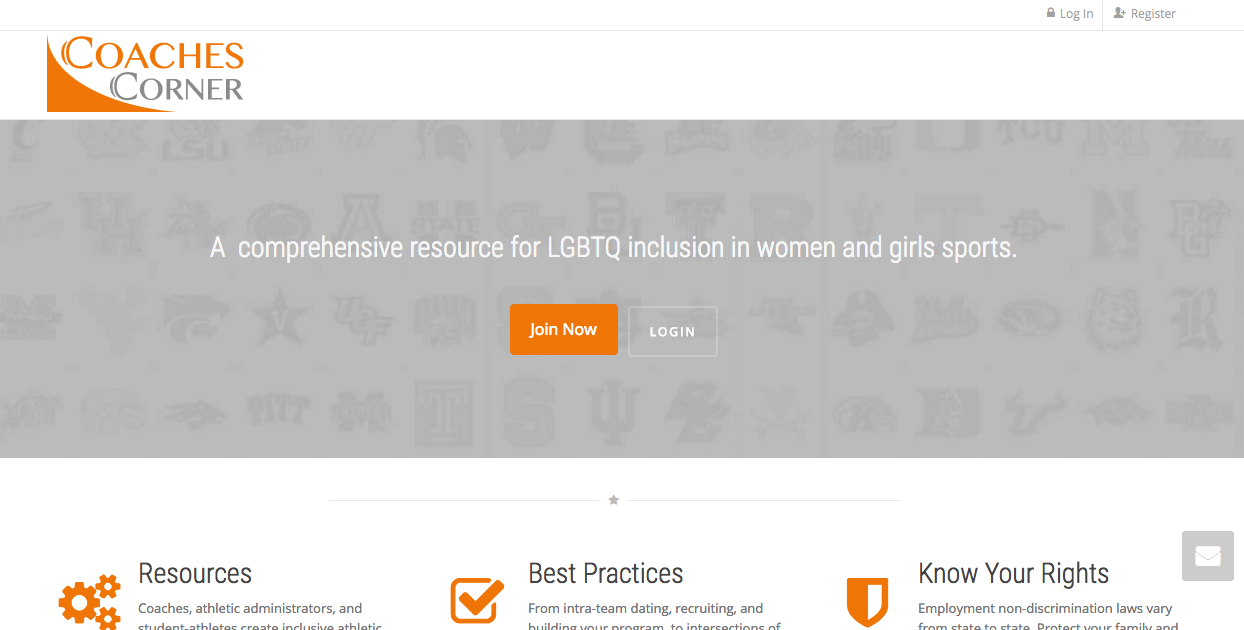 Log In
Register
COACHES
CORNER
LSU
TCU
A comprehensive resource for LGBTQ inclusion in women and girls sports.
Join Now
LOGIN
PITT
Resources
Best Practices
Know Your Rights
Coaches, athletic administrators, and
From intra-team dating, recruiting, and
Employment non-discrimination laws vary
student-athletes create inclusive athletic
building your program, to intersections of
from state to state. Protect your family and